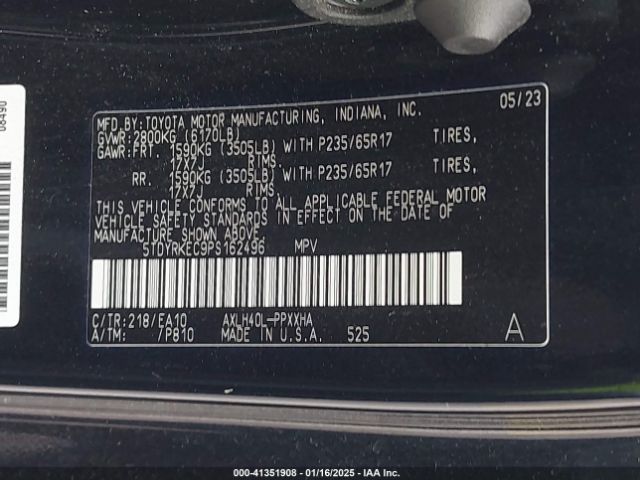 08490
MFD.BY:TOYOTA MOTOR MANUFACTURING, INDIANA, INC. 05/23
GVWR:2800KG (6170LB)
GAWR:FRT. 1590KG (3505LB) WITH P235/65R17 TIRES,
17X7J RIMS.
RR. 1590KG (3505LB) WITH P235/65R17 TIRES,
17X7J RIMS.
THIS VEHICLE CONFORMS TO ALL APPLICABLE FEDERAL MOTOR
VEHICLE SAFETY STANDARDS IN EFFECT ON THE DATE OF
MANUFACTURE SHOWN ABOVE
5TDYRKEC9PS162496 MPV
C/TR:218/EA10 AXLH40L-PPXXHA
A/TM: /P810 MADE IN U.S.A. 525 A
000-41351908 - 01/16/2025 - IAA Inc.